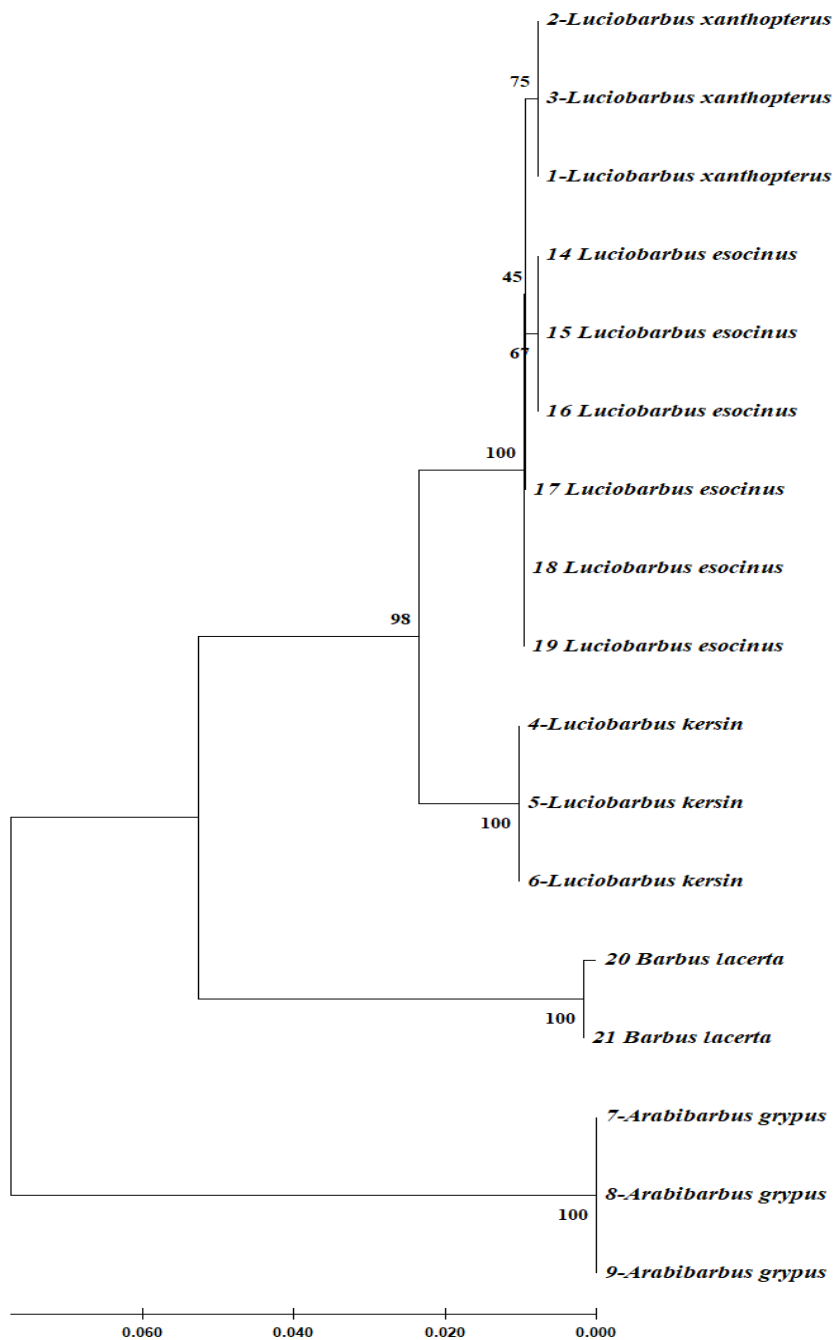 2-Luciobarbus xanthopterus
75
3-Luciobarbus xanthopterus
1-Luciobarbus xanthopterus
14 Luciobarbus esocinus
45
15 Luciobarbus esocinus
67
16 Luciobarbus esocinus
100
17 Luciobarbus esocinus
18 Luciobarbus esocinus
98
19 Luciobarbus esocinus
4-Luciobarbus kersin
5-Luciobarbus kersin
100
6-Luciobarbus kersin
20 Barbus lacerta
100
21 Barbus lacerta
7-Arabibarbus grypus
8-Arabibarbus grypus
100
9-Arabibarbus grypus
0.060 0.040 0.020 0.000